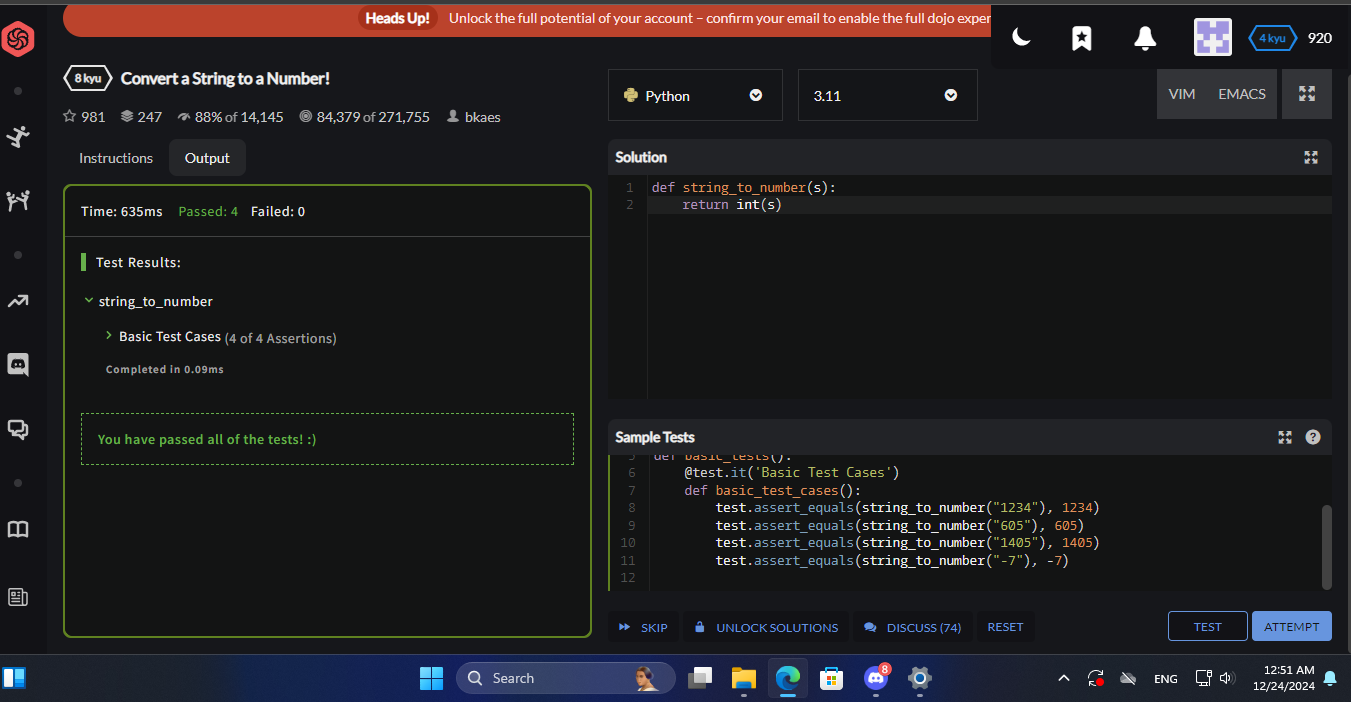 Heads Up! Unlock the full potential of your account – confirm your email to enable the full dojo exper
4 kyu 920
8 kyu Convert a String to a Number!
981 247 88% of 14,145 84,379 of 271,755 bkaes
Instructions Output
Time: 635ms Passed: 4 Failed: 0
Test Results:
string_to_number
Basic Test Cases (4 of 4 Assertions)
Completed in 0.09ms
You have passed all of the tests! :)
Python 3.11 VIM EMACS
Solution
1 def string_to_number(s):
2 return int(s)
Sample Tests
5 def basic_tests():
6 @test.it('Basic Test Cases')
7 def basic_test_cases():
8 test.assert_equals(string_to_number("1234"), 1234)
9 test.assert_equals(string_to_number("605"), 605)
10 test.assert_equals(string_to_number("1405"), 1405)
11 test.assert_equals(string_to_number("-7"), -7)
12
SKIP UNLOCK SOLUTIONS DISCUSS (74) RESET TEST ATTEMPT
Search 8 ENG 12:51 AM
12/24/2024